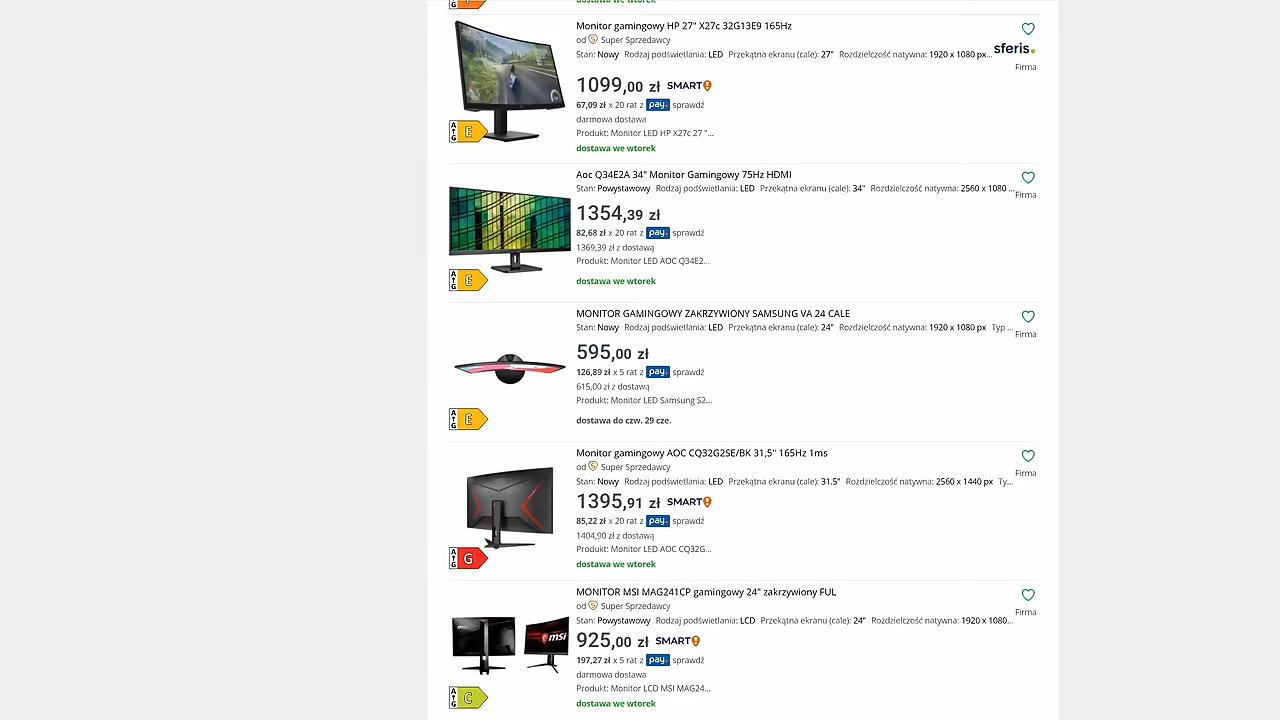 dostawa we wtorek
G
Monitor gamingowy HP 27" X27c 32G13E9 165Hz
od Super Sprzedawcy
sferis.
Stan: Nowy Rodzaj podświetlania: LED Przekątna ekranu (cale): 27" Rozdzielczość natywna: 1920 x 1080 px...
Firma
1099,00 zł SMART!
67,09 zł x 20 rat z pay. sprawdź
darmowa dostawa
A↑G E
Produkt: Monitor LED HP X27c 27 "...
dostawa we wtorek
Aoc Q34E2A 34" Monitor Gamingowy 75Hz HDMI
Stan: Powystawowy Rodzaj podświetlania: LED Przekątna ekranu (cale): 34" Rozdzielczość natywna: 2560 x 1080 ...
Firma
1354,39 zł
82,68 zł x 20 rat z pay. sprawdź
1369,39 zł z dostawą
Produkt: Monitor LED AOC Q34E2...
A↑G E
dostawa we wtorek
MONITOR GAMINGOWY ZAKRZYWIONY SAMSUNG VA 24 CALE
Stan: Nowy Rodzaj podświetlania: LED Przekątna ekranu (cale): 24" Rozdzielczość natywna: 1920 x 1080 px Typ ...
Firma
595,00 zł
126,89 zł x 5 rat z pay. sprawdź
615,00 zł z dostawą
Produkt: Monitor LED Samsung S2...
A↑G E
dostawa do czw. 29 cze.
Monitor gamingowy AOC CQ32G2SE/BK 31,5" 165Hz 1ms
od Super Sprzedawcy
Firma
Stan: Nowy Rodzaj podświetlania: LED Przekątna ekranu (cale): 31.5" Rozdzielczość natywna: 2560 x 1440 px Ty...
1395,91 zł SMART!
85,22 zł x 20 rat z pay. sprawdź
1404,90 zł z dostawą
Produkt: Monitor LED AOC CQ32G...
A↑G G
dostawa we wtorek
MONITOR MSI MAG241CP gamingowy 24" zakrzywiony FUL
od Super Sprzedawcy
Firma
Stan: Powystawowy Rodzaj podświetlania: LCD Przekątna ekranu (cale): 24" Rozdzielczość natywna: 1920 x 1080...
msi
925,00 zł SMART!
197,27 zł x 5 rat z pay. sprawdź
darmowa dostawa
Produkt: Monitor LCD MSI MAG24...
A↑G C
dostawa we wtorek